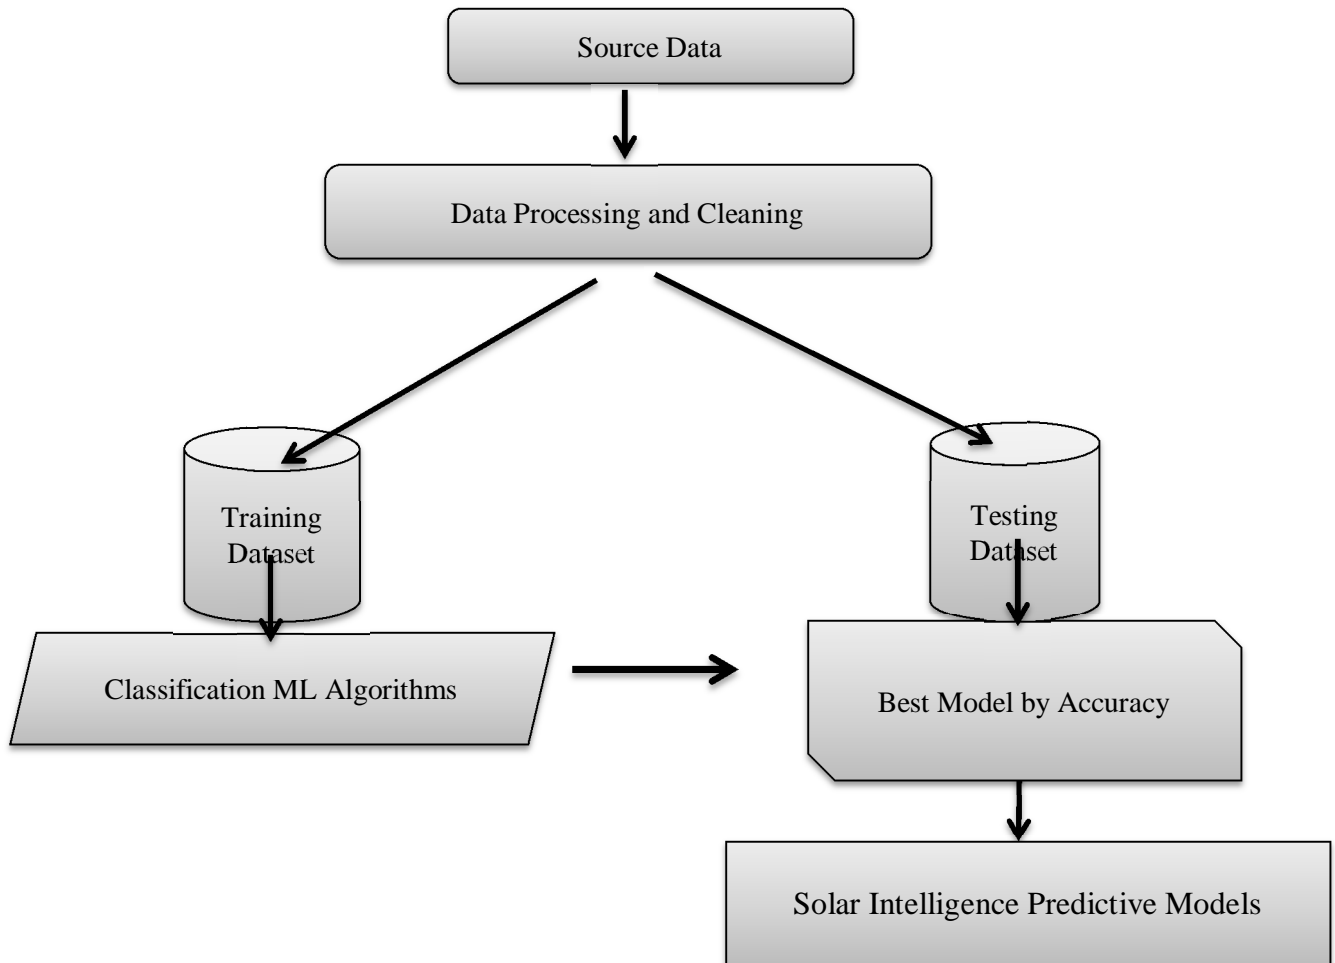 Source Data
Data Processing and Cleaning
Training
Dataset
Testing
Dataset
Classification ML Algorithms
Best Model by Accuracy
Solar Intelligence Predictive Models